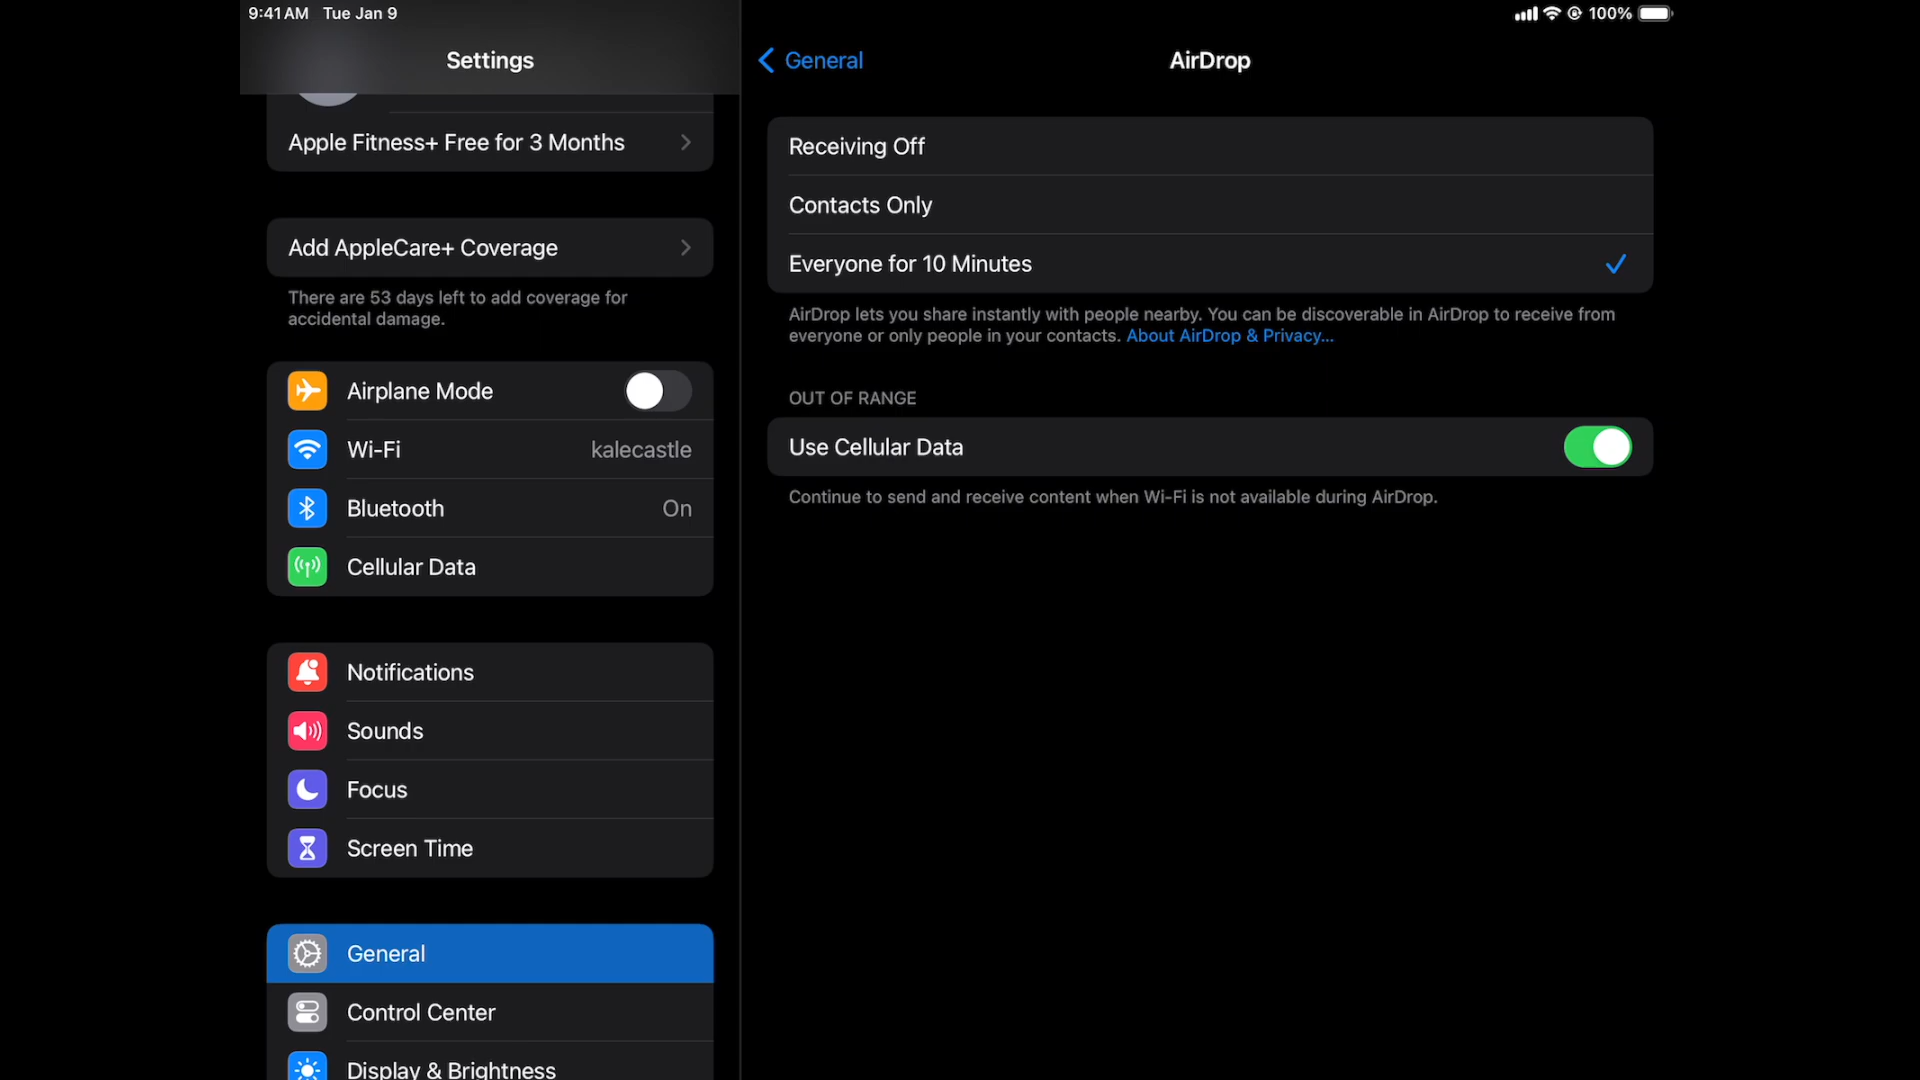 9:41 AM Tue Jan 9
100%
Settings
General
AirDrop
Apple Fitness+ Free for 3 Months
Add AppleCare+ Coverage
There are 53 days left to add coverage for
accidental damage.
Airplane Mode
Wi-Fi kalecastle
Bluetooth On
Cellular Data
Notifications
Sounds
Focus
Screen Time
General
Control Center
Display & Brightness
Receiving Off
Contacts Only
Everyone for 10 Minutes
AirDrop lets you share instantly with people nearby. You can be discoverable in AirDrop to receive from
everyone or only people in your contacts. About AirDrop & Privacy...
OUT OF RANGE
Use Cellular Data
Continue to send and receive content when Wi-Fi is not available during AirDrop.